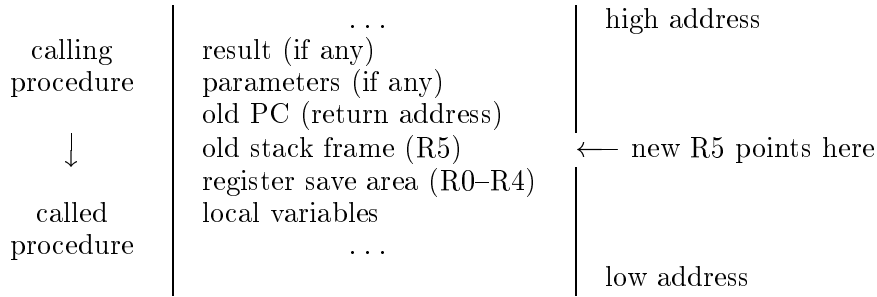 . . .
high address
calling
procedure
result (if any)
parameters (if any)
old PC (return address)
old stack frame (R5)
← new R5 points here
register save area (R0–R4)
called
procedure
local variables
. . .
low address